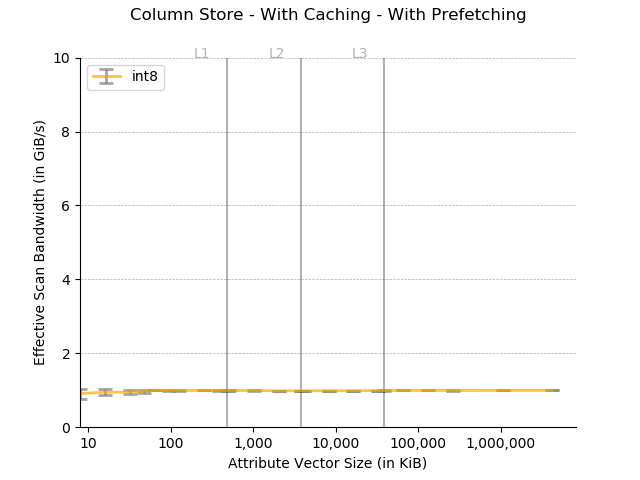 Column Store - With Caching - With Prefetching
L1 L2 L3
int8
Effective Scan Bandwidth (in GiB/s)
10
8
6
4
2
0
10 100 1,000 10,000 100,000 1,000,000
Attribute Vector Size (in KiB)